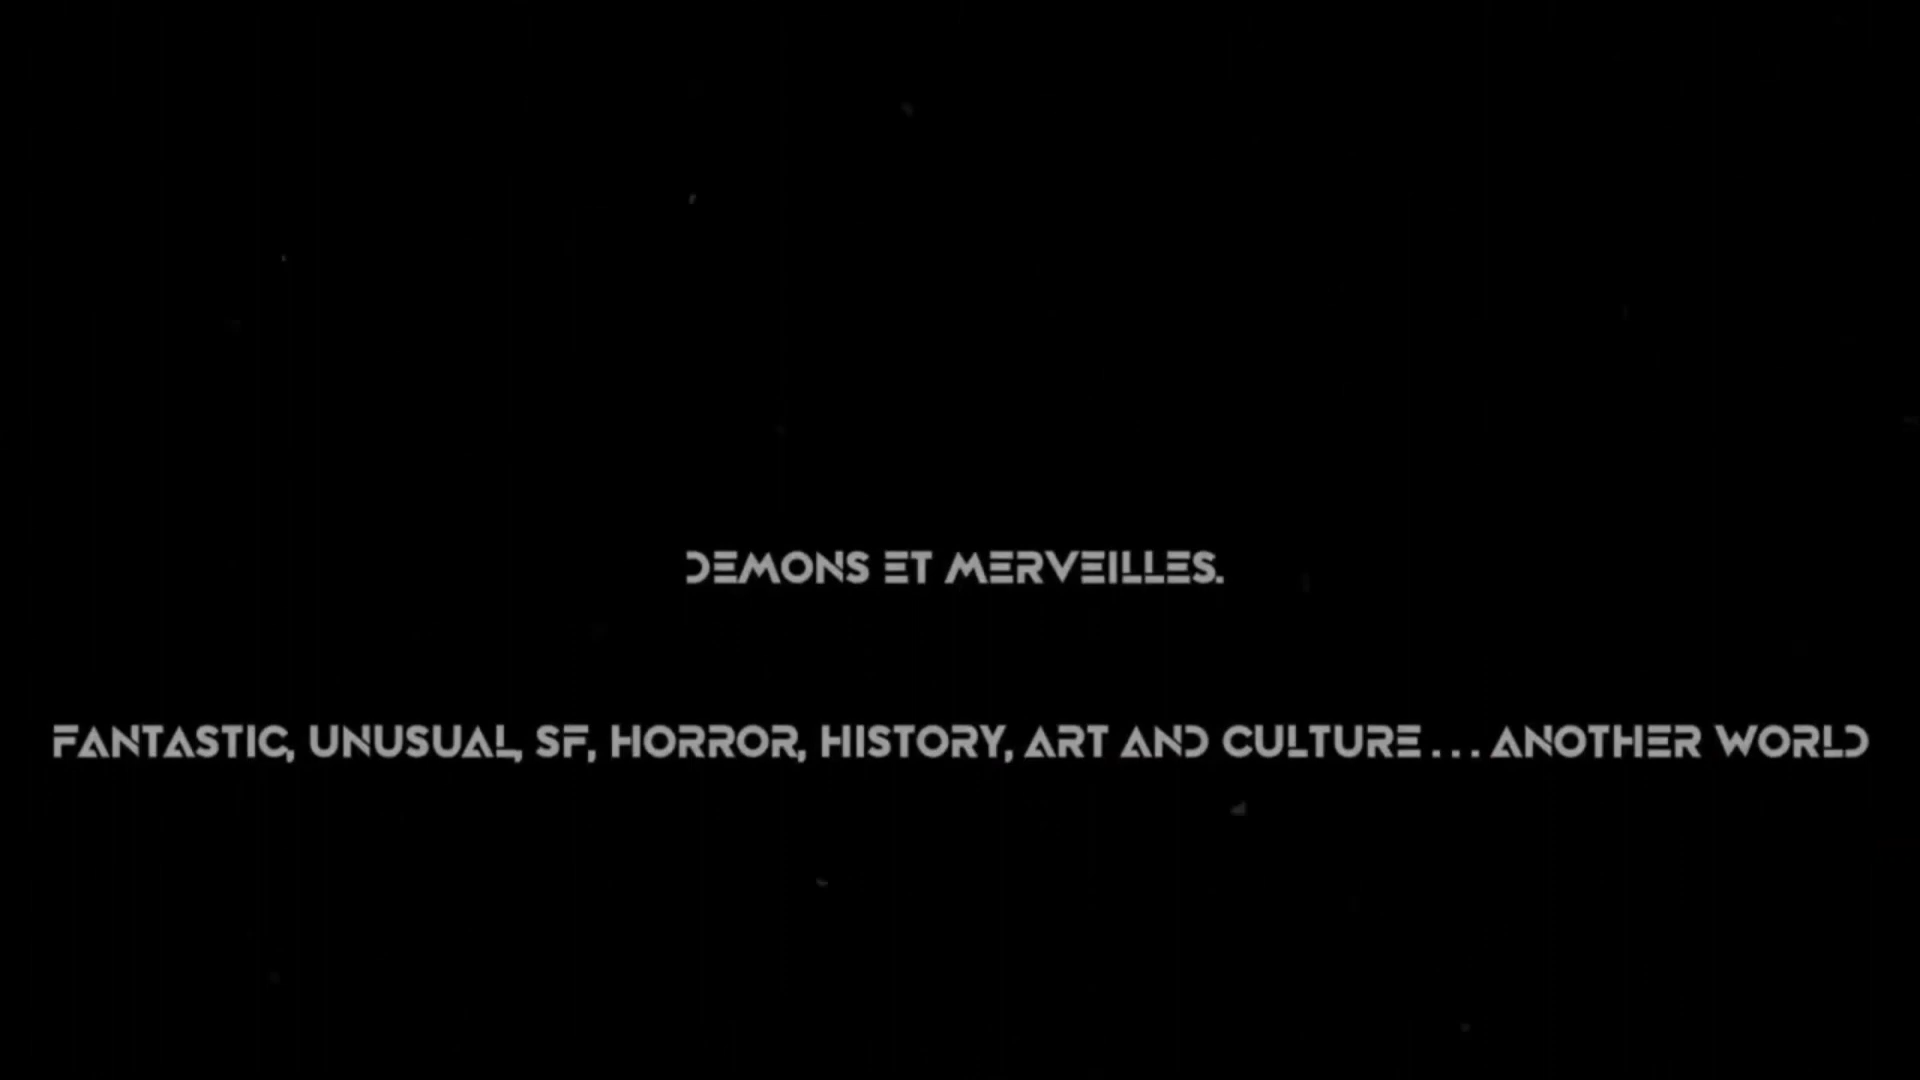 DEMONS ET MERVEILLES.
FANTASTIC, UNUSUAL, SF, HORROR, HISTORY, ART AND CULTURE . . . ANOTHER WORLD